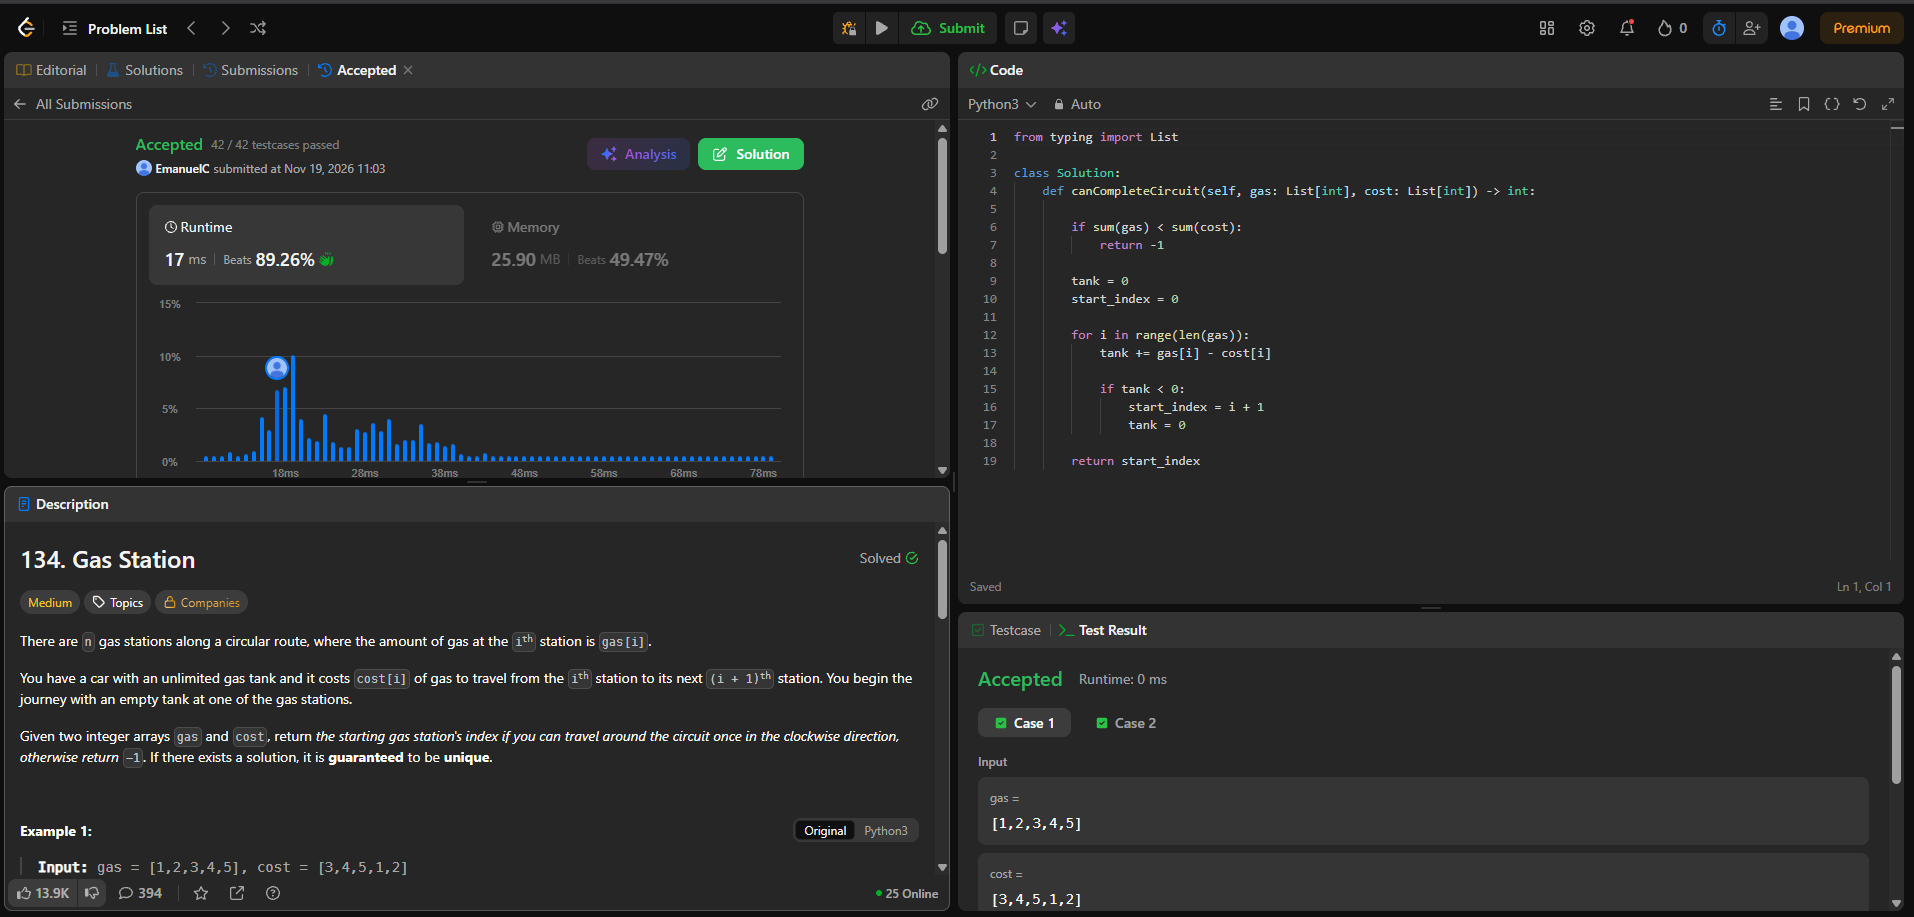 Problem List
Submit
0
Premium
Editorial
Solutions
Submissions
Accepted
All Submissions
Accepted 42 / 42 testcases passed
EmanuelC submitted at Nov 19, 2026 11:03
Analysis
Solution
Runtime
17 ms Beats 89.26%
Memory
25.90 MB Beats 49.47%
15%
10%
5%
0%
18ms 28ms 38ms 48ms 58ms 68ms 78ms
Description
134. Gas Station
Solved
Medium
Topics
Companies
There are n gas stations along a circular route, where the amount of gas at the ith station is gas[i].
You have a car with an unlimited gas tank and it costs cost[i] of gas to travel from the ith station to its next (i + 1)th station. You begin the
journey with an empty tank at one of the gas stations.
Given two integer arrays gas and cost, return the starting gas station's index if you can travel around the circuit once in the clockwise direction,
otherwise return -1. If there exists a solution, it is guaranteed to be unique.
Example 1:
Original Python3
Input: gas = [1,2,3,4,5], cost = [3,4,5,1,2]
13.9K
394
25 Online
</> Code
Python3
Auto
1 from typing import List
2
3 class Solution:
4 def canCompleteCircuit(self, gas: List[int], cost: List[int]) -> int:
5
6 if sum(gas) < sum(cost):
7 return -1
8
9 tank = 0
10 start_index = 0
11
12 for i in range(len(gas)):
13 tank += gas[i] - cost[i]
14
15 if tank < 0:
16 start_index = i + 1
17 tank = 0
18
19 return start_index
Saved
Ln 1, Col 1
Testcase
Test Result
Accepted Runtime: 0 ms
Case 1
Case 2
Input
gas =
[1,2,3,4,5]
cost =
[3,4,5,1,2]